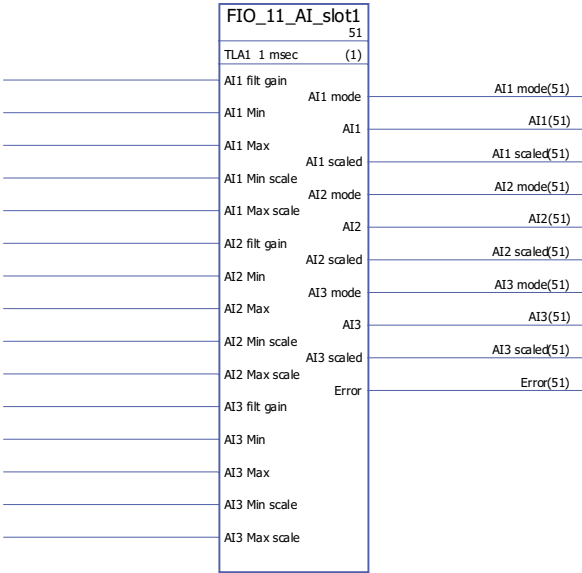 FIO_11_AI_slot1
51
TLA1 1 msec (1)
AI1 filt gain
AI1 mode
AI1 mode(51)
AI1 Min
AI1
AI1(51)
AI1 Max
AI1 scaled
AI1 scaled(51)
AI1 Min scale
AI2 mode
AI2 mode(51)
AI1 Max scale
AI2
AI2(51)
AI2 filt gain
AI2 scaled
AI2 scaled(51)
AI2 Min
AI3 mode
AI3 mode(51)
AI2 Max
AI3
AI3(51)
AI2 Min scale
AI3 scaled
AI3 scaled(51)
AI2 Max scale
Error
Error(51)
AI3 filt gain
AI3 Min
AI3 Max
AI3 Min scale
AI3 Max scale